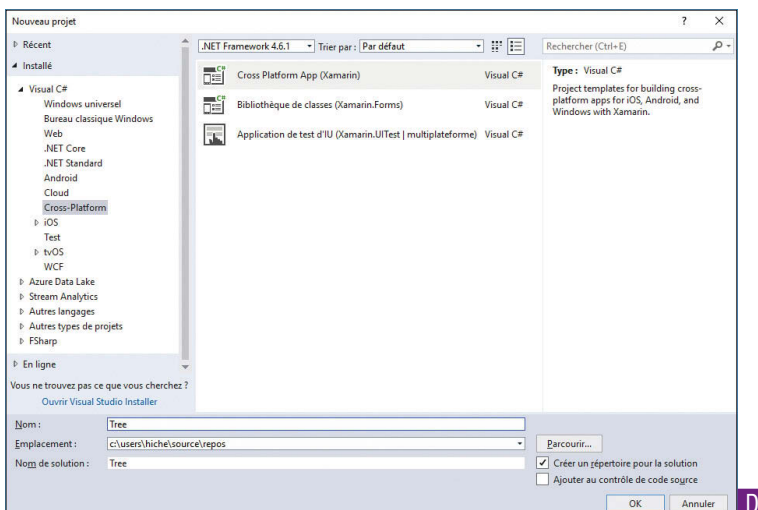 Nouveau projet
? ×
Récent
Installé
Visual C#
Windows universel
Bureau classique Windows
Web
.NET Core
.NET Standard
Android
Cloud
Cross-Platform
iOS
Test
tvOS
WCF
Azure Data Lake
Stream Analytics
Autres langages
Autres types de projets
FSharp
En ligne
Vous ne trouvez pas ce que vous cherchez ?
Ouvrir Visual Studio Installer
.NET Framework 4.6.1 Trier par : Par défaut
C# Cross Platform App (Xamarin) Visual C#
C# Bibliothèque de classes (Xamarin.Forms) Visual C#
Application de test d'IU (Xamarin.UITest | multiplateforme) Visual C#
Rechercher (Ctrl+E)
Type : Visual C#
Project templates for building cross-
platform apps for iOS, Android, and
Windows with Xamarin.
Nom : Tree
Emplacement : c:\users\hiche\source\repos Parcourir...
Nom de solution : Tree
Créer un répertoire pour la solution
Ajouter au contrôle de code source
OK Annuler